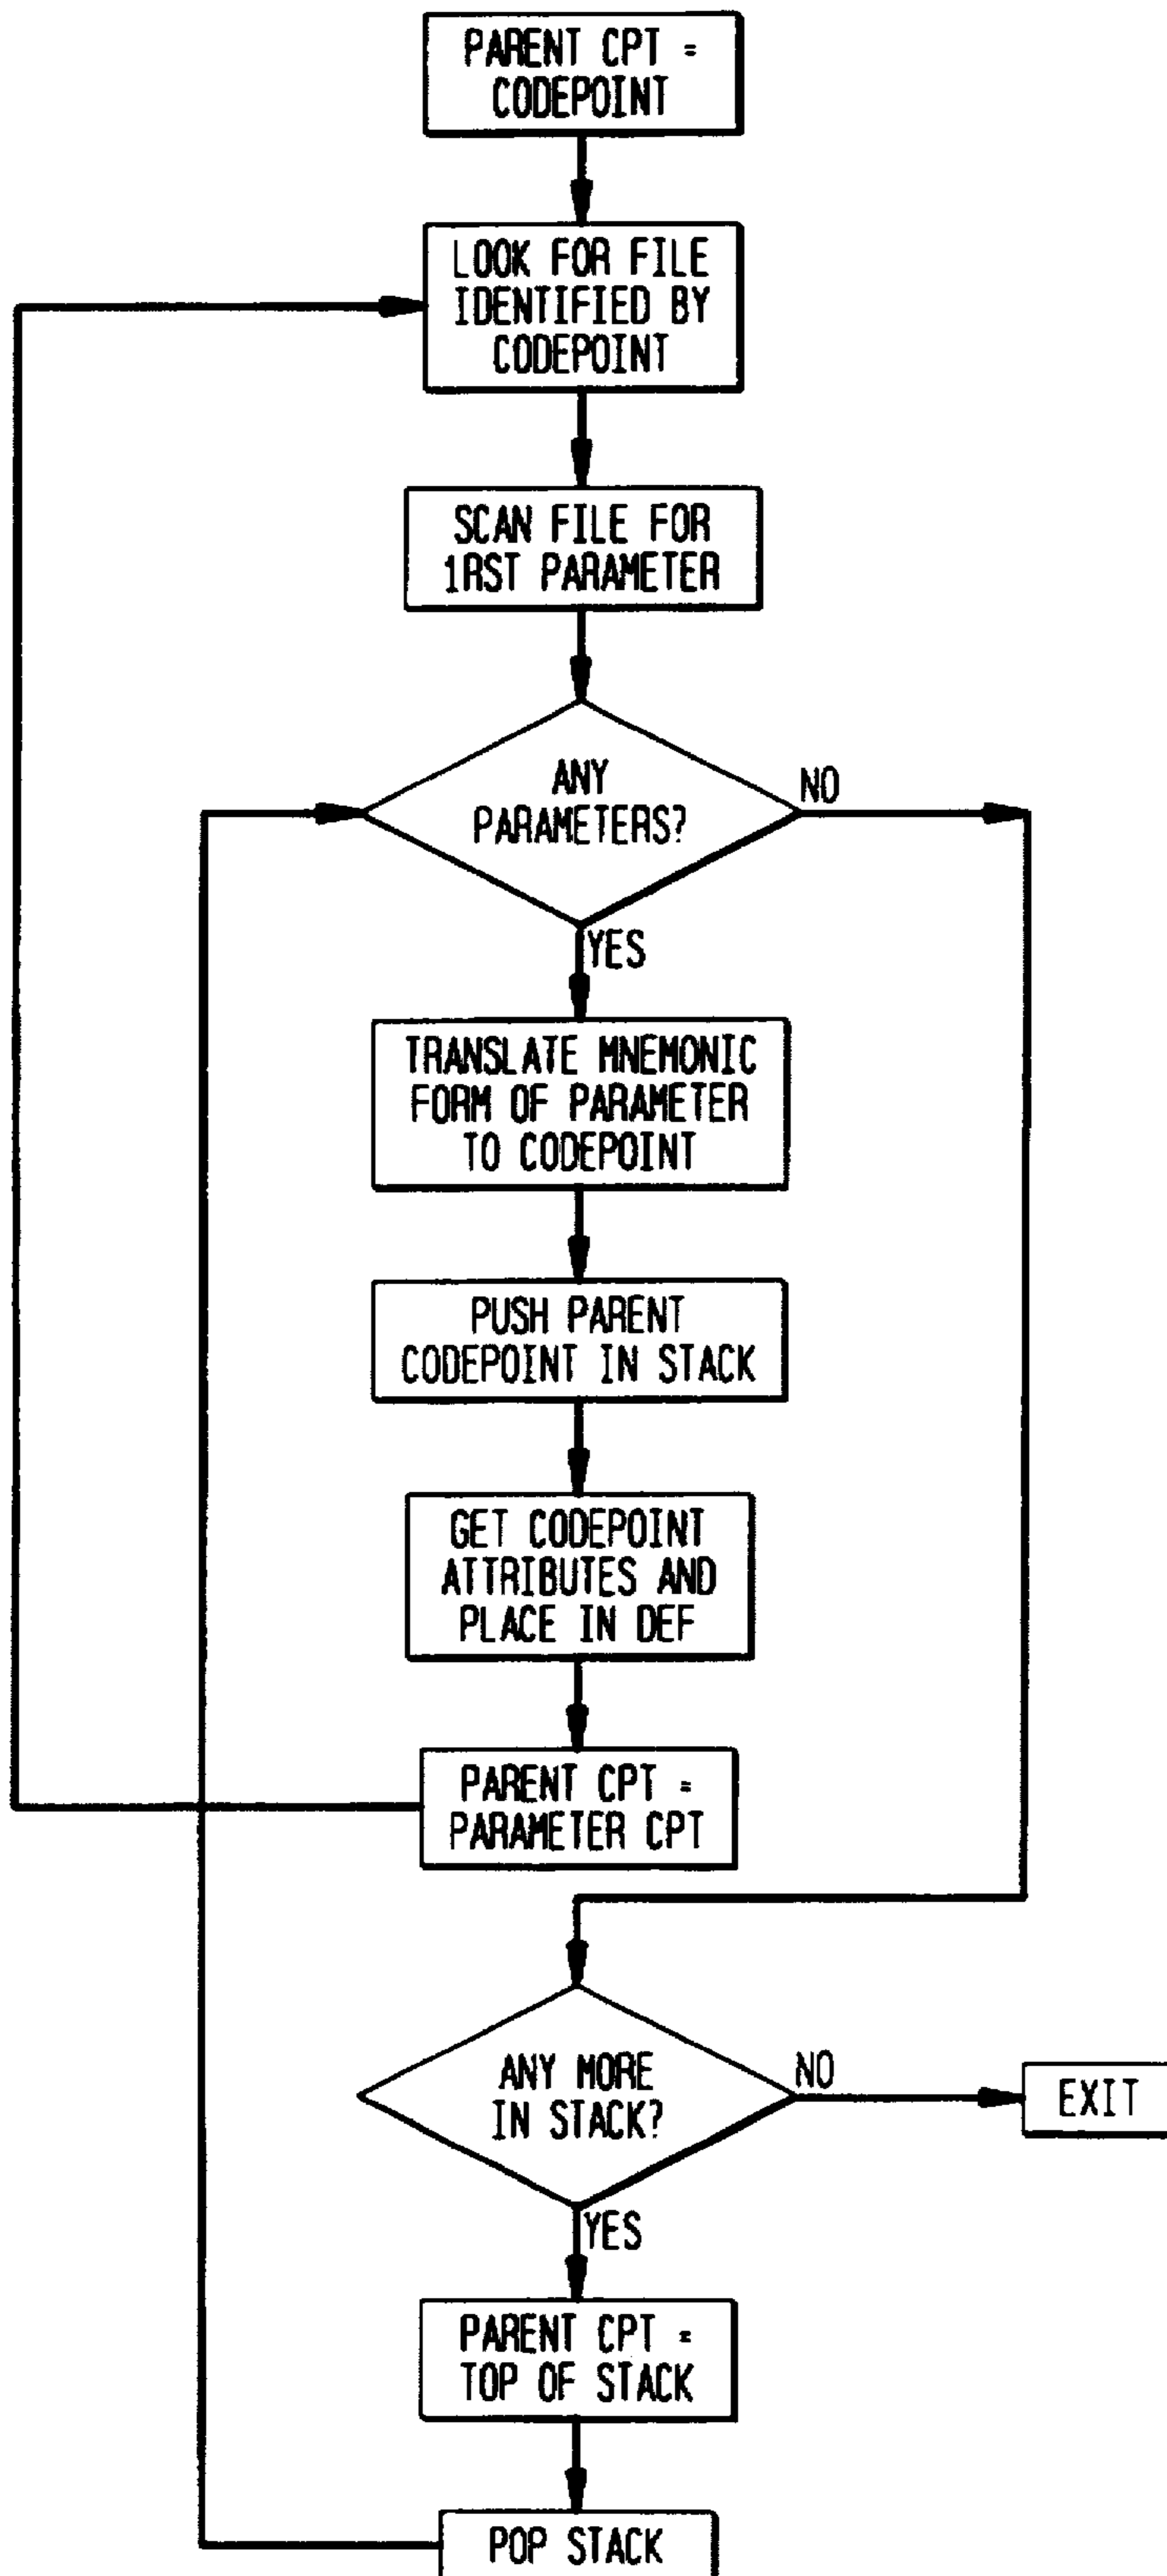 PARENT CPT =
CODEPOINT
LOOK FOR FILE
IDENTIFIED BY
CODEPOINT
SCAN FILE FOR
1RST PARAMETER
ANY
PARAMETERS?
NO
YES
TRANSLATE MNEMONIC
FORM OF PARAMETER
TO CODEPOINT
PUSH PARENT
CODEPOINT IN STACK
GET CODEPOINT
ATTRIBUTES AND
PLACE IN DEF
PARENT CPT =
PARAMETER CPT
ANY MORE
IN STACK?
NO
EXIT
YES
PARENT CPT =
TOP OF STACK
POP STACK